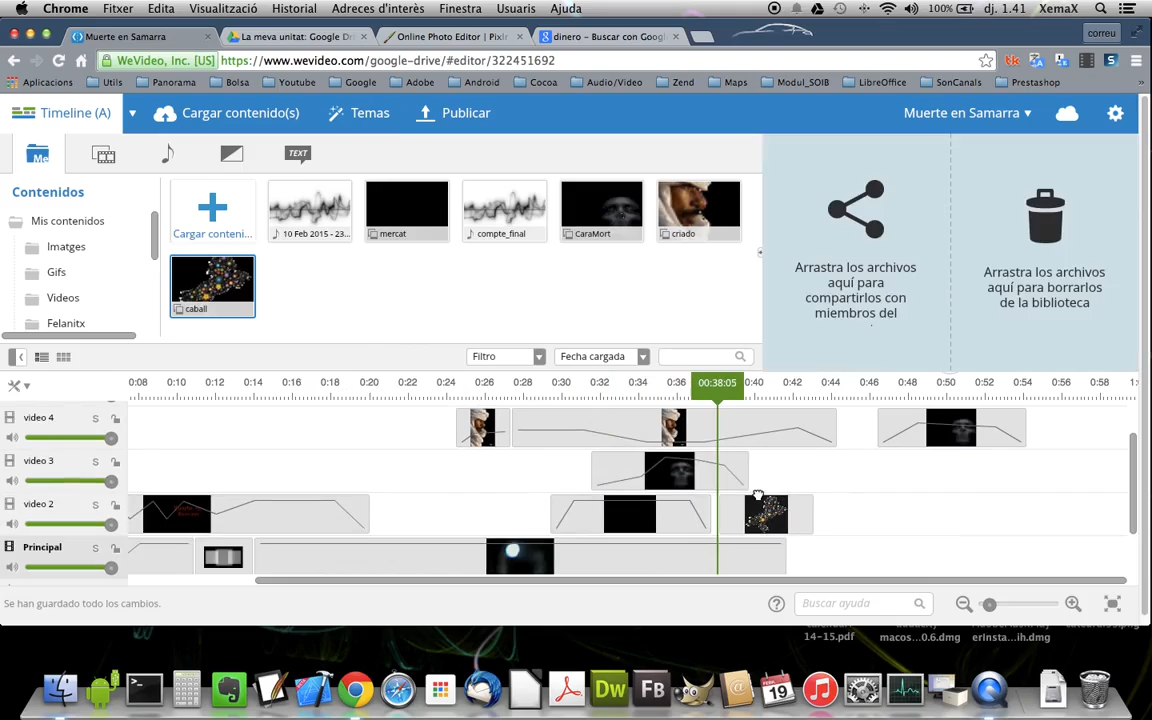 Chrome Fitxer Edita Visualització Historial Adreces d'interès Finestra Usuaris Ajuda 100% dj. 1.41 XemaX
Muerte en Samarra La meva unitat: Google Dri Online Photo Editor | Pixlr dinero – Buscar con Google correu
WeVideo, Inc. [US] https://www.wevideo.com/google-drive/#editor/322451692
Aplicacions Utils Panorama Bolsa Youtube Google Adobe Android Cocoa Audio/Video Zend Maps Modul_SOIB LibreOffice SonCanals Prestashop »
Timeline (A) Cargar contenido(s) Temas Publicar Muerte en Samarra
Me TEXT
Contenidos
Mis contenidos
Imatges
Gifs
Videos
Felanitx
Cargar conteni... 10 Feb 2015 - 23... mercat compte_final CaraMort criado
caball
Arrastra los archivos
aquí para
compartirlos con
miembros del
Arrastra los archivos
aquí para borrarlos
de la biblioteca
Filtro Fecha cargada
0:08 0:10 0:12 0:14 0:16 0:18 0:20 0:22 0:24 0:26 0:28 0:30 0:32 0:34 0:36 00:38:05 0:40 0:42 0:44 0:46 0:48 0:50 0:52 0:54 0:56 0:58 1:
video 4 S
video 3 S
video 2 S
Principal S
Se han guardado todo los cambios.
? Buscar ayuda
14-15.pdf macos...0.6.dmg erInsta...ih.dmg
Dw Fb FEB 19